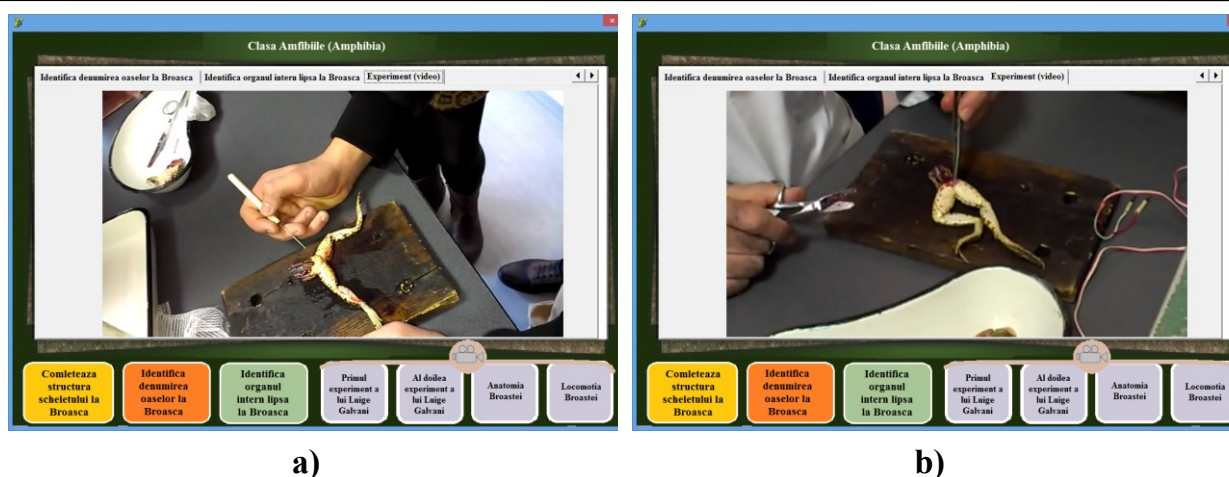 Clasa Amfibiile (Amphibia)
Identifica denumirea oaselor la Broasca
Identifica organul intern lipsa la Broasca
Experiment (video)
Comleteaza
structura
scheletului la
Broasca
Identifica
denumirea
oaselor la
Broasca
Identifica
organul
intern lipsa
la Broasca
Primul
experiment a
lui Luige
Galvani
Al doilea
experiment a
lui Luige
Galvani
Anatomia
Broastei
Locomotia
Broastei
a)
Clasa Amfibiile (Amphibia)
Identifica denumirea oaselor la Broasca
Identifica organul intern lipsa la Broasca
Experiment (video)
Comleteaza
structura
scheletului la
Broasca
Identifica
denumirea
oaselor la
Broasca
Identifica
organul
intern lipsa
la Broasca
Primul
experiment a
lui Luige
Galvani
Al doilea
experiment a
lui Luige
Galvani
Anatomia
Broastei
Locomotia
Broastei
b)